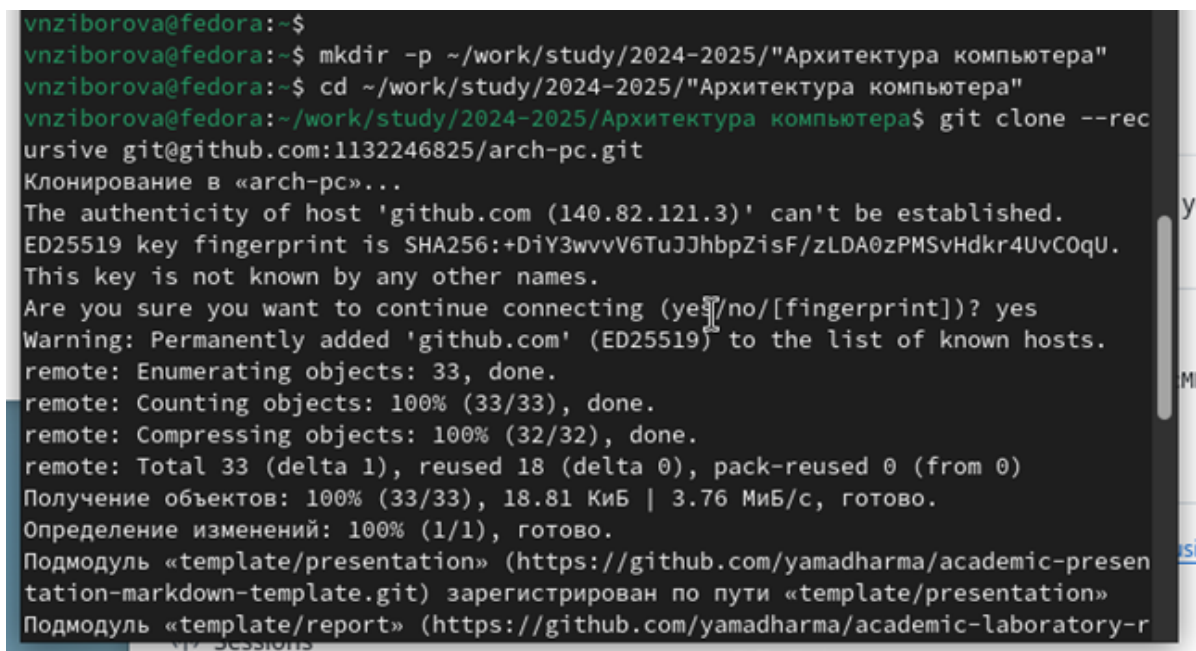 vnziborova@fedora:~$
vnziborova@fedora:~$ mkdir -p ~/work/study/2024-2025/"Архитектура компьютера"
vnziborova@fedora:~$ cd ~/work/study/2024-2025/"Архитектура компьютера"
vnziborova@fedora:~/work/study/2024-2025/Архитектура компьютера$ git clone --rec
ursive git@github.com:1132246825/arch-pc.git
Клонирование в «arch-pc»...
The authenticity of host 'github.com (140.82.121.3)' can't be established.
ED25519 key fingerprint is SHA256:+DiY3wvvV6TuJJhbpZisF/zLDA0zPMSvHdkr4UvCOqU.
This key is not known by any other names.
Are you sure you want to continue connecting (yes/no/[fingerprint])? yes
Warning: Permanently added 'github.com' (ED25519) to the list of known hosts.
remote: Enumerating objects: 33, done.
remote: Counting objects: 100% (33/33), done.
remote: Compressing objects: 100% (32/32), done.
remote: Total 33 (delta 1), reused 18 (delta 0), pack-reused 0 (from 0)
Получение объектов: 100% (33/33), 18.81 КиБ | 3.76 МиБ/с, готово.
Определение изменений: 100% (1/1), готово.
Подмодуль «template/presentation» (https://github.com/yamadharma/academic-presen
tation-markdown-template.git) зарегистрирован по пути «template/presentation»
Подмодуль «template/report» (https://github.com/yamadharma/academic-laboratory-r